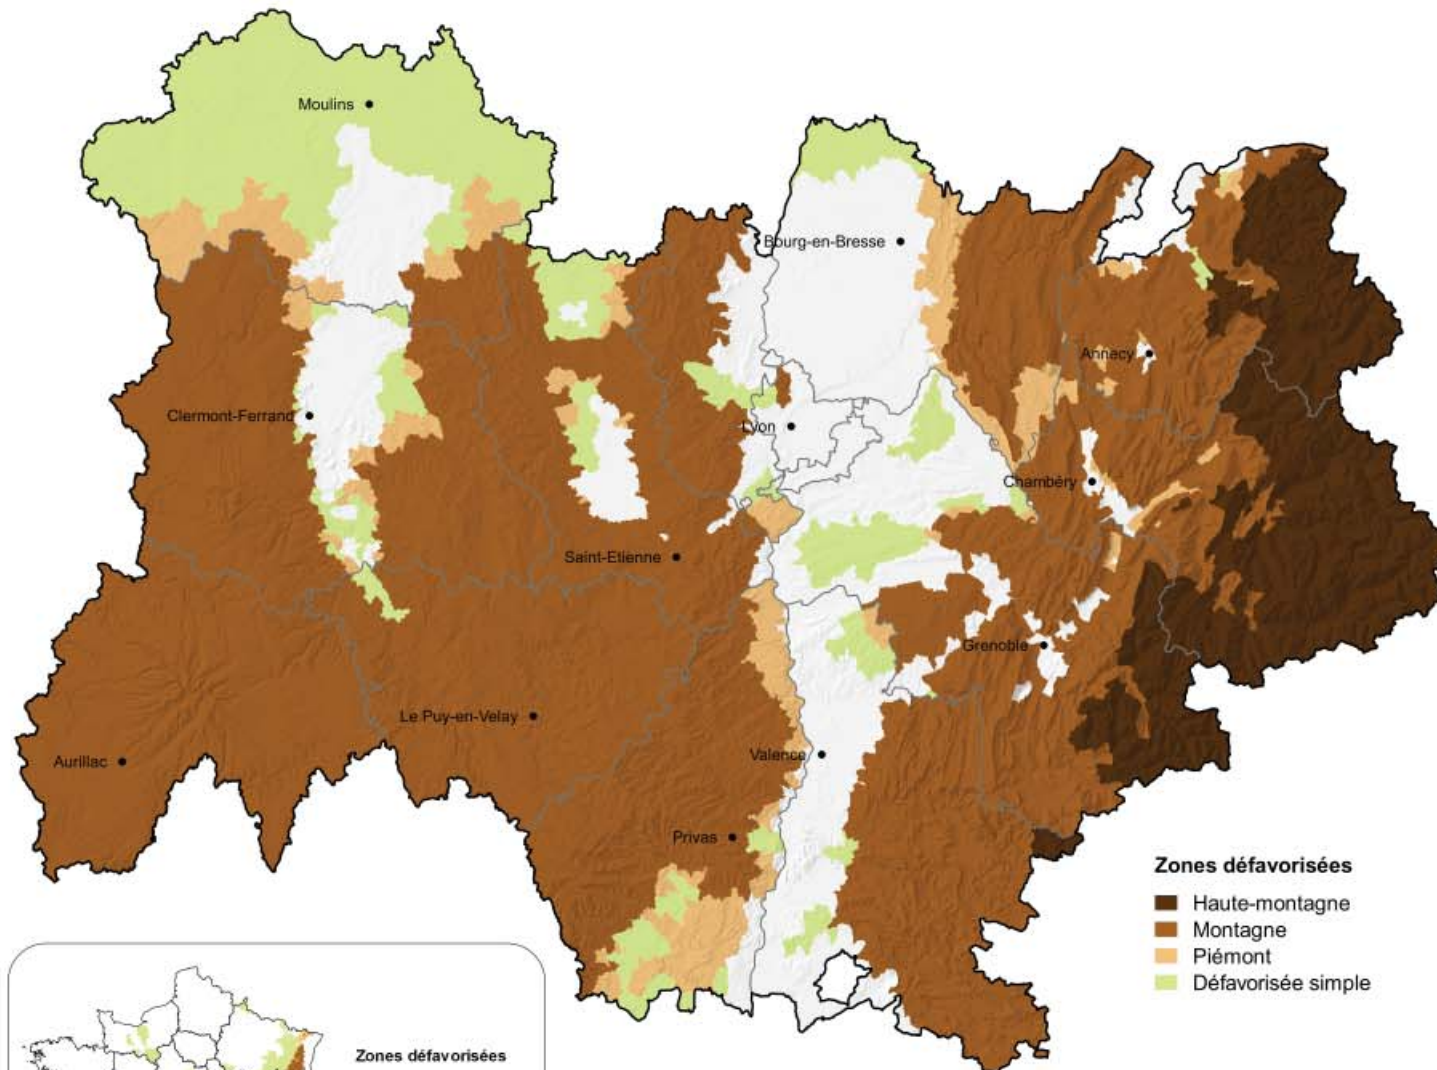 Moulins
Bourg-en-Bresse
Annecy
Clermont-Ferrand
Lyon
Chambéry
Saint-Etienne
Grenoble
Le Puy-en-Velay
Valence
Aurillac
Privas
Zones défavorisées
Haute-montagne
Montagne
Piémont
Défavorisée simple
Zones défavorisées